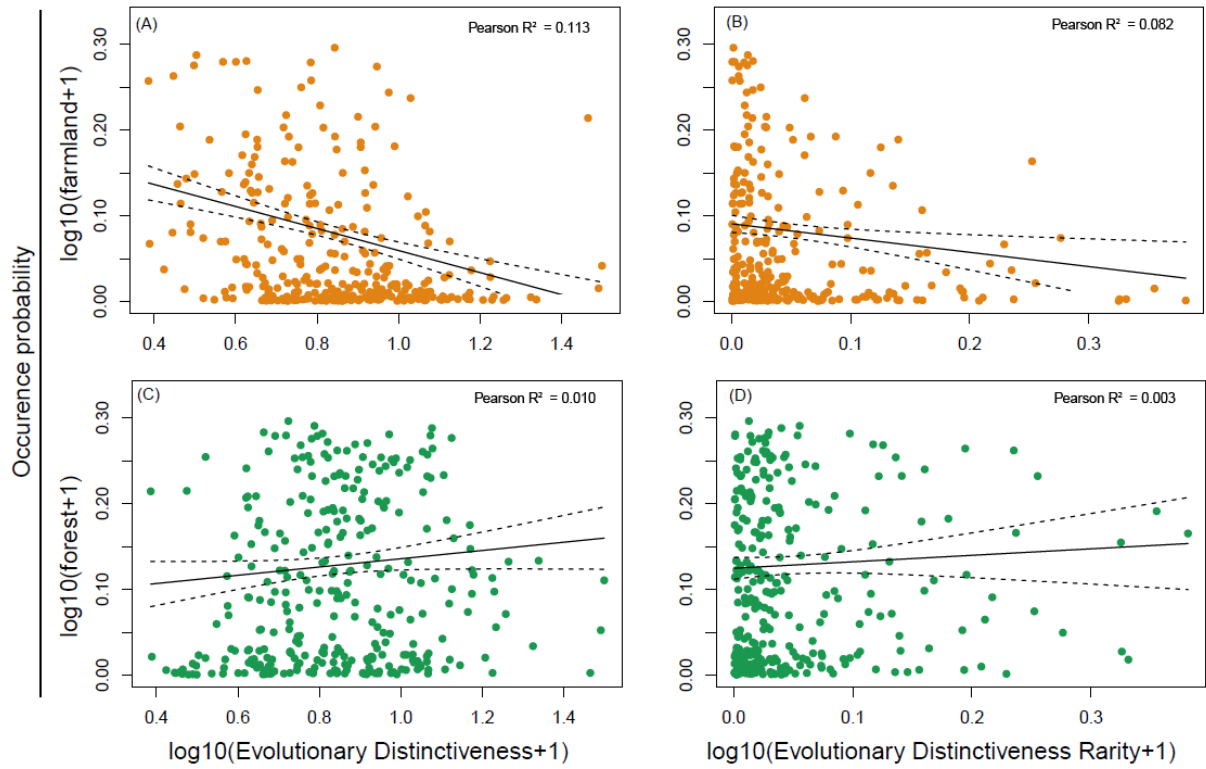 (A)
Pearson R² = 0.113
(B)
Pearson R² = 0.082
0.30
0.20
0.10
0.00
log10(farmland+1)
0.30
0.20
0.10
0.00
0.4 0.6 0.8 1.0 1.2 1.4
0.0 0.1 0.2 0.3
Occurence probability
(C)
Pearson R² = 0.010
(D)
Pearson R² = 0.003
0.30
0.20
0.10
0.00
log10(forest+1)
0.30
0.20
0.10
0.00
0.4 0.6 0.8 1.0 1.2 1.4
0.0 0.1 0.2 0.3
log10(Evolutionary Distinctiveness+1)
log10(Evolutionary Distinctiveness Rarity+1)